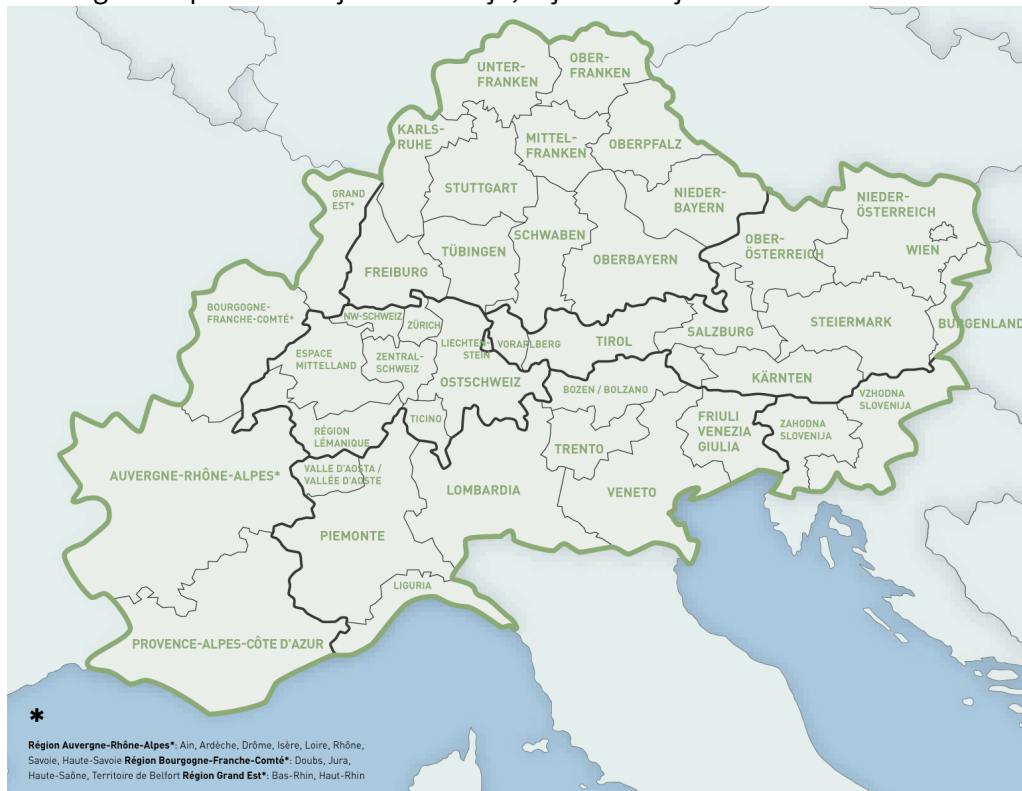 UNTER-
FRANKEN
OBER-
FRANKEN
KARLS-
RUHE
MITTEL-
FRANKEN
OBERPFALZ
GRAND
EST*
STUTTGART
NIEDER-
BAYERN
NIEDER-
ÖSTERREICH
SCHWABEN
TÜBINGEN
OBER-
ÖSTERREICH
WIEN
FREIBURG
OBERBAYERN
BOURGOGNE-
FRANCHE-COMTÉ*
NW-SCHWEIZ
ZÜRICH
LIECHTEN-
STEIN
VORARLBERG
TIROL
SALZBURG
STEIERMARK
BURGENLAND
ESPACE
MITTELLAND
ZENTRAL-
SCHWEIZ
OSTSCHWEIZ
BOZEN / BOLZANO
KÄRNTEN
VZHODNA
SLOVENIJA
RÉGION
LÉMANIQUE
TICINO
TRENTO
FRIULI
VENEZIA
GIULIA
ZAHODNA
SLOVENIJA
AUVERGNE-RHÔNE-ALPES*
VALLE D'AOSTA /
VALLÉE D'AOSTE
LOMBARDIA
VENETO
PIEMONTE
LIGURIA
PROVENCE-ALPES-CÔTE D'AZUR
*
Région Auvergne-Rhône-Alpes*: Ain, Ardèche, Drôme, Isère, Loire, Rhône,
Savoie, Haute-Savoie Région Bourgogne-Franche-Comté*: Doubs, Jura,
Haute-Saône, Territoire de Belfort Région Grand Est*: Bas-Rhin, Haut-Rhin